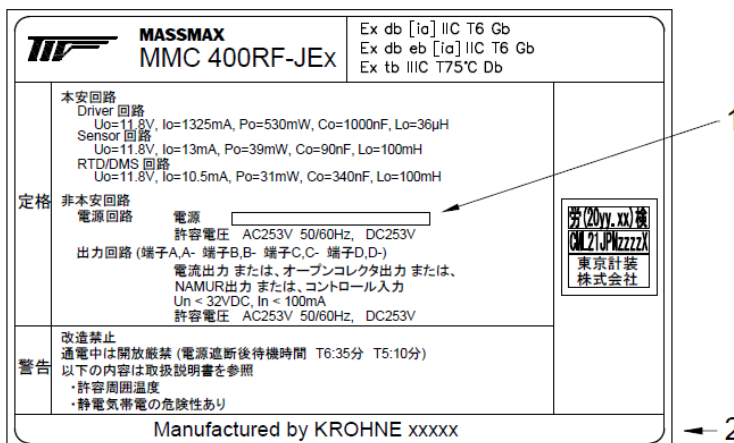 MASSMAX
MMC 400RF-JEx
Ex db [ia] IIC T6 Gb
Ex db eb [ia] IIC T6 Gb
Ex tb IIIC T75℃ Db
定格
本安回路
Driver 回路
Uo=11.8V, Io=1325mA, Po=530mW, Co=1000nF, Lo=36μH
Sensor 回路
Uo=11.8V, Io=13mA, Po=39mW, Co=90nF, Lo=100mH
RTD/DMS 回路
Uo=11.8V, Io=10.5mA, Po=31mW, Co=340nF, Lo=100mH
非本安回路
電源回路 電源
許容電圧 AC253V 50/60Hz, DC253V
出力回路 (端子A,A- 端子B,B- 端子C,C- 端子D,D-)
電流出力 または、オープンコレクタ出力 または、
NAMUR出力 または、コントロール入力
Un < 32VDC, In < 100mA
許容電圧 AC253V 50/60Hz, DC253V
労(20yy.xx)検
CML21JPNzzzzX
東京計装
株式会社
警告
改造禁止
通電中は開放厳禁 (電源遮断後待機時間 T6:35分 T5:10分)
以下の内容は取扱説明書を参照
・許容周囲温度
・静電気帯電の危険性あり
Manufactured by KROHNE xxxxx
1
2